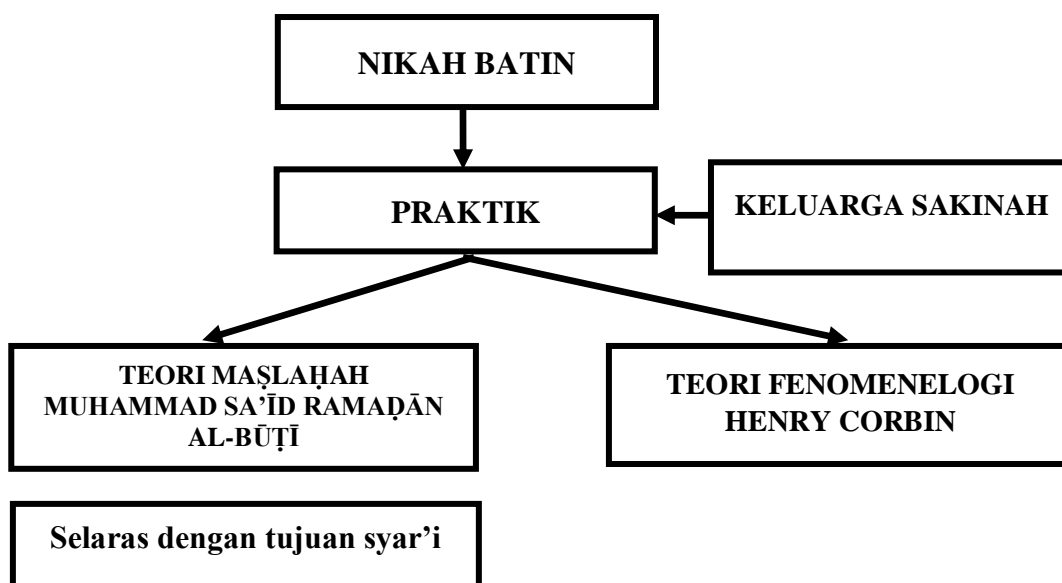 NIKAH BATIN
PRAKTIK
KELUARGA SAKINAH
TEORI MAṢLAḤAH
MUHAMMAD SA’ĪD RAMAḌĀN
AL-BŪṬĪ
TEORI FENOMENELOGI
HENRY CORBIN
Selaras dengan tujuan syar’i